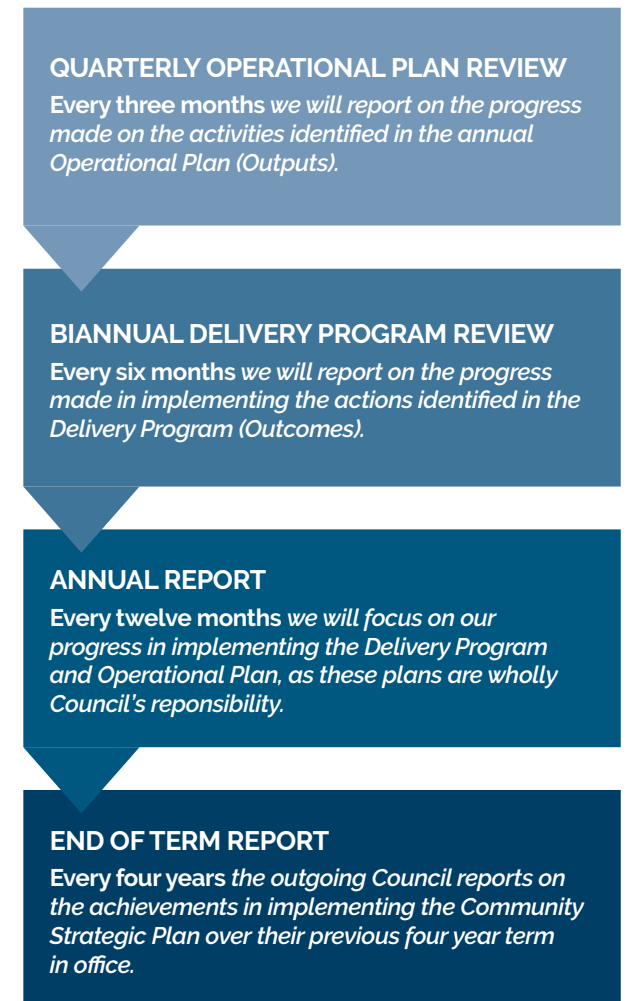 QUARTERLY OPERATIONAL PLAN REVIEW
Every three months we will report on the progress
made on the activities identified in the annual
Operational Plan (Outputs).
BIANNUAL DELIVERY PROGRAM REVIEW
Every six months we will report on the progress
made in implementing the actions identified in the
Delivery Program (Outcomes).
ANNUAL REPORT
Every twelve months we will focus on our
progress in implementing the Delivery Program
and Operational Plan, as these plans are wholly
Council's reponsibility.
END OF TERM REPORT
Every four years the outgoing Council reports on
the achievements in implementing the Community
Strategic Plan over their previous four year term
in office.